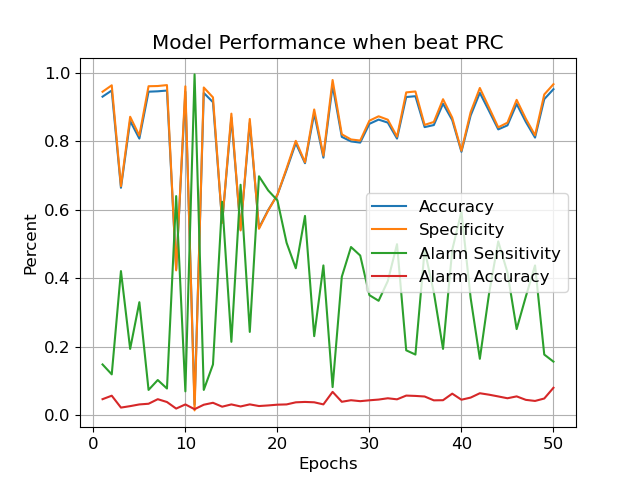 Model Performance when beat PRC
1.0
0.8
0.6
0.4
0.2
0.0
Percent
Accuracy
Specificity
Alarm Sensitivity
Alarm Accuracy
0 10 20 30 40 50
Epochs